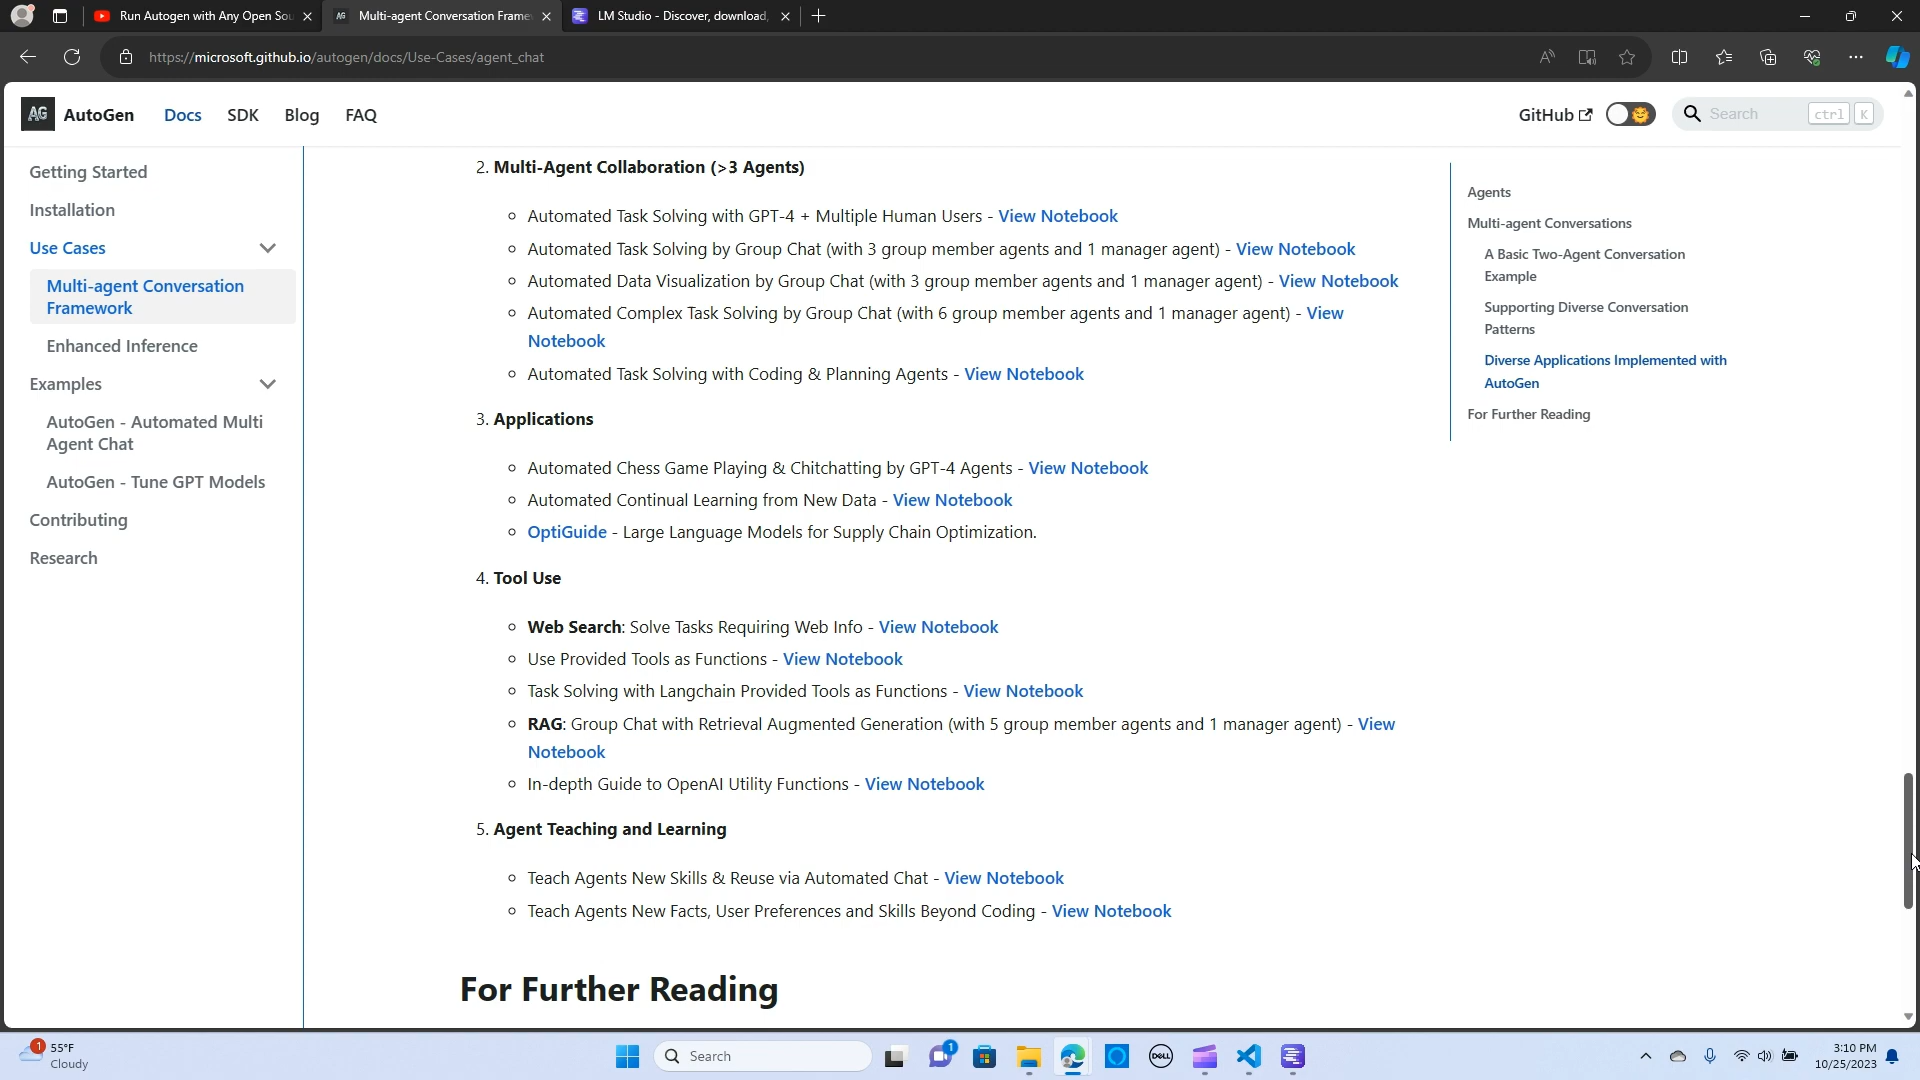 Run Autogen with Any Open Sou
Multi-agent Conversation Frame
LM Studio - Discover, download,
https://microsoft.github.io/autogen/docs/Use-Cases/agent_chat
AG AutoGen Docs SDK Blog FAQ
GitHub
Search ctrl K
Getting Started
Installation
Use Cases
Multi-agent Conversation
Framework
Enhanced Inference
Examples
AutoGen - Automated Multi
Agent Chat
AutoGen - Tune GPT Models
Contributing
Research
2. Multi-Agent Collaboration (>3 Agents)
Automated Task Solving with GPT-4 + Multiple Human Users - View Notebook
Automated Task Solving by Group Chat (with 3 group member agents and 1 manager agent) - View Notebook
Automated Data Visualization by Group Chat (with 3 group member agents and 1 manager agent) - View Notebook
Automated Complex Task Solving by Group Chat (with 6 group member agents and 1 manager agent) - View
Notebook
Automated Task Solving with Coding & Planning Agents - View Notebook
3. Applications
Automated Chess Game Playing & Chitchatting by GPT-4 Agents - View Notebook
Automated Continual Learning from New Data - View Notebook
OptiGuide - Large Language Models for Supply Chain Optimization.
4. Tool Use
Web Search: Solve Tasks Requiring Web Info - View Notebook
Use Provided Tools as Functions - View Notebook
Task Solving with Langchain Provided Tools as Functions - View Notebook
RAG: Group Chat with Retrieval Augmented Generation (with 5 group member agents and 1 manager agent) - View
Notebook
In-depth Guide to OpenAI Utility Functions - View Notebook
5. Agent Teaching and Learning
Teach Agents New Skills & Reuse via Automated Chat - View Notebook
Teach Agents New Facts, User Preferences and Skills Beyond Coding - View Notebook
For Further Reading
Agents
Multi-agent Conversations
A Basic Two-Agent Conversation
Example
Supporting Diverse Conversation
Patterns
Diverse Applications Implemented with
AutoGen
For Further Reading
1
55°F
Cloudy
Search
1
DELL
3:10 PM
10/25/2023